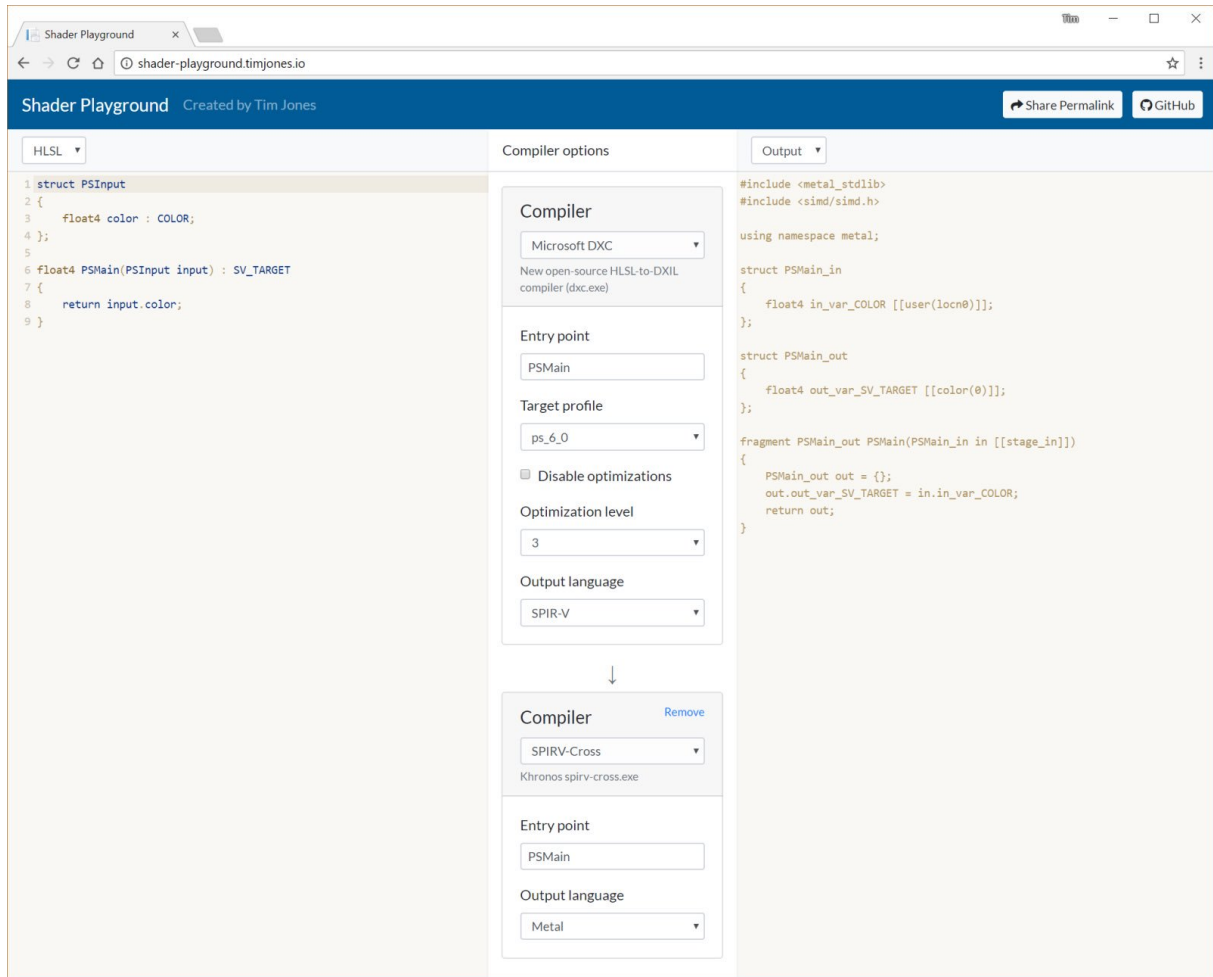 Shader Playground
Tim
shader-playground.timjones.io
Shader Playground Created by Tim Jones
Share Permalink
GitHub
HLSL
Compiler options
Output
1 struct PSInput
2 {
3     float4 color : COLOR;
4 };
5
6 float4 PSMain(PSInput input) : SV_TARGET
7 {
8     return input.color;
9 }
Compiler
Microsoft DXC
New open-source HLSL-to-DXIL
compiler (dxc.exe)
Entry point
PSMain
Target profile
ps_6_0
Disable optimizations
Optimization level
3
Output language
SPIR-V
↓
Compiler
Remove
SPIRV-Cross
Khronos spirv-cross.exe
Entry point
PSMain
Output language
Metal
#include <metal_stdlib>
#include <simd/simd.h>
using namespace metal;
struct PSMain_in
{
    float4 in_var_COLOR [[user(locn0)]];
};
struct PSMain_out
{
    float4 out_var_SV_TARGET [[color(0)]];
};
fragment PSMain_out PSMain(PSMain_in in [[stage_in]])
{
    PSMain_out out = {};
    out.out_var_SV_TARGET = in.in_var_COLOR;
    return out;
}